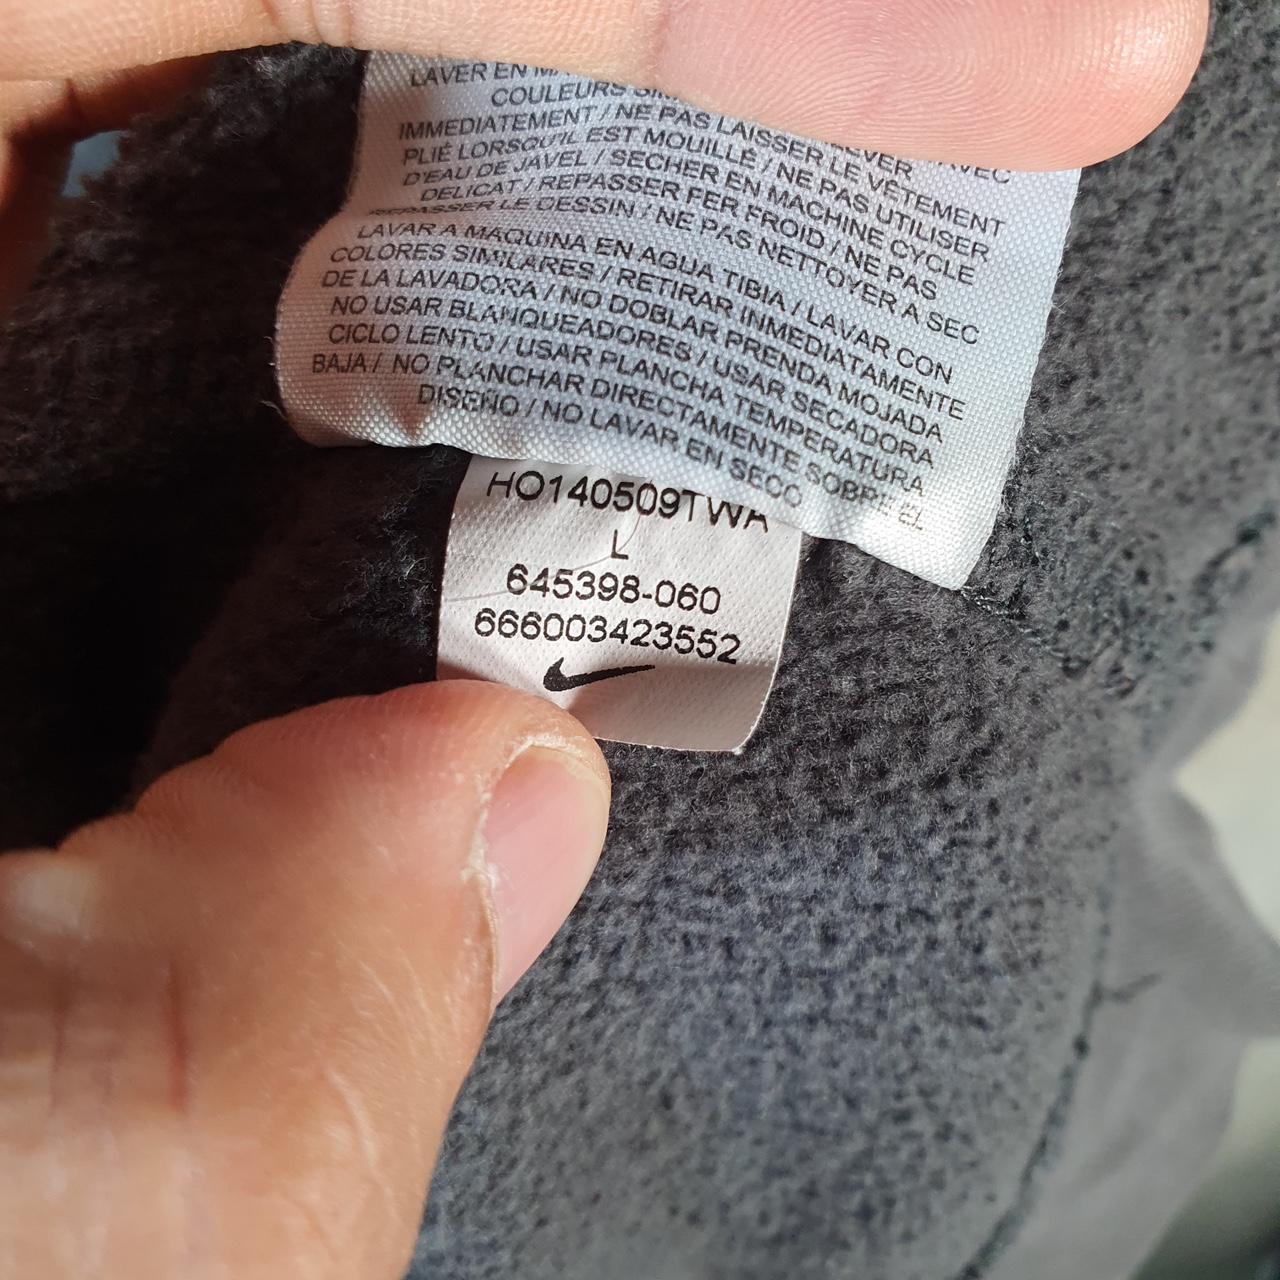 LAVER EN
COULEURS
AVEC
IMMEDIATEMENT / NE PAS LAISSER LE VÊTEMENT
PLIÉ LORSQU'IL EST MOUILLÉ / NE PAS UTILISER
D'EAU DE JAVEL / SECHER EN MACHINE CYCLE
DELICAT / REPASSER FER FROID / NE PAS
REPASSER LE DESSIN / NE PAS NETTOYER A SEC
LAVAR A MAQUINA EN AGUA TIBIA / LAVAR CON
COLORES SIMILARES / RETIRAR INMEDIATAMENTE
DE LA LAVADORA / NO DOBLAR PRENDA MOJADA
NO USAR BLANQUEADORES / USAR SECADORA
CICLO LENTO / USAR PLANCHA TEMPERATURA
BAJA / NO PLANCHAR DIRECTAMENTE SOBRE EL
DISEÑO / NO LAVAR EN SECO
HO140509TWA
L
645398-060
666003423552